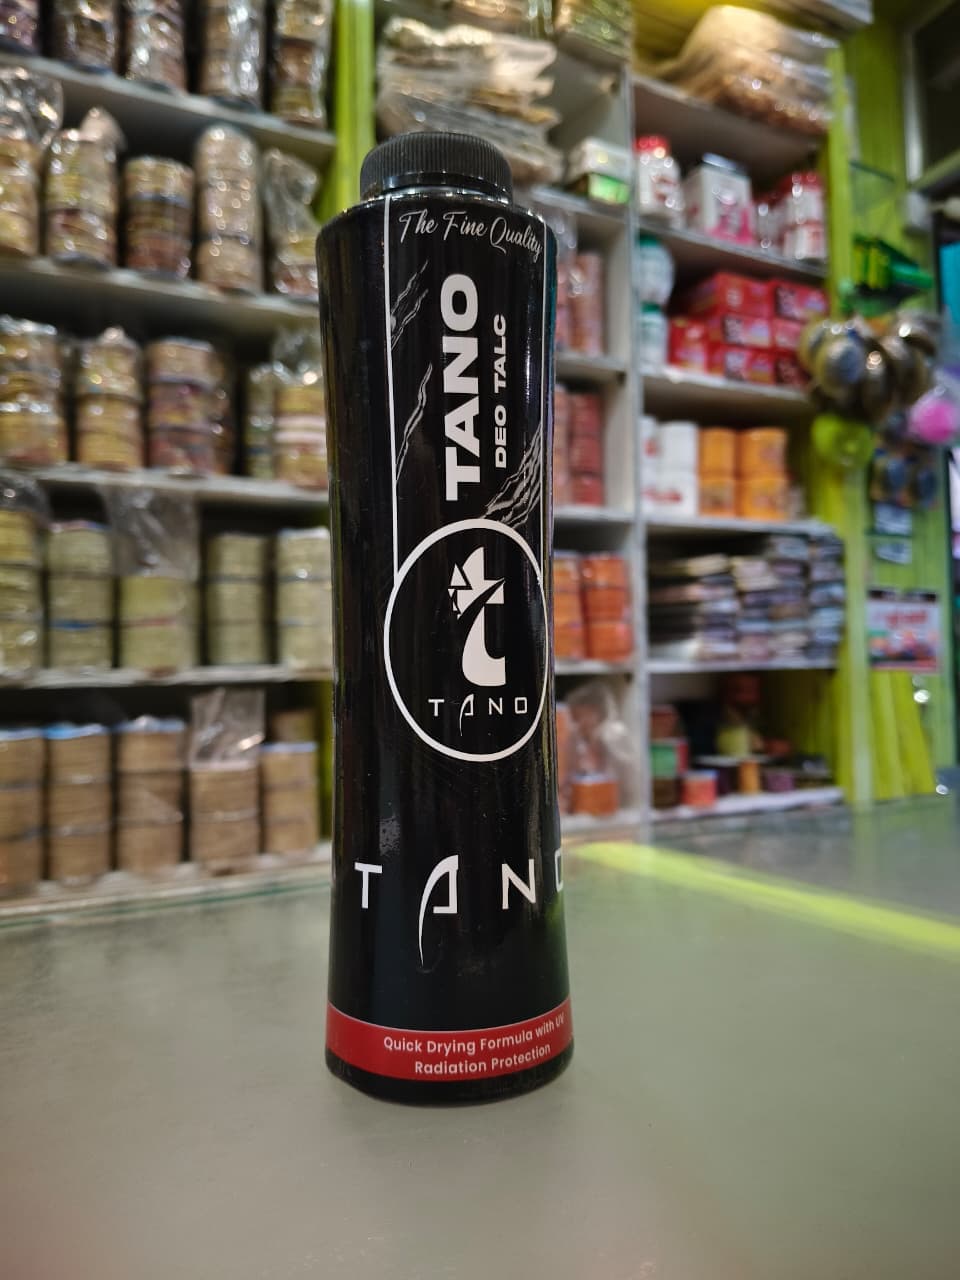 The Fine Quality
TANO
DEO TALC
TANO
TANO
Quick Drying Formula with UV
Radiation Protection